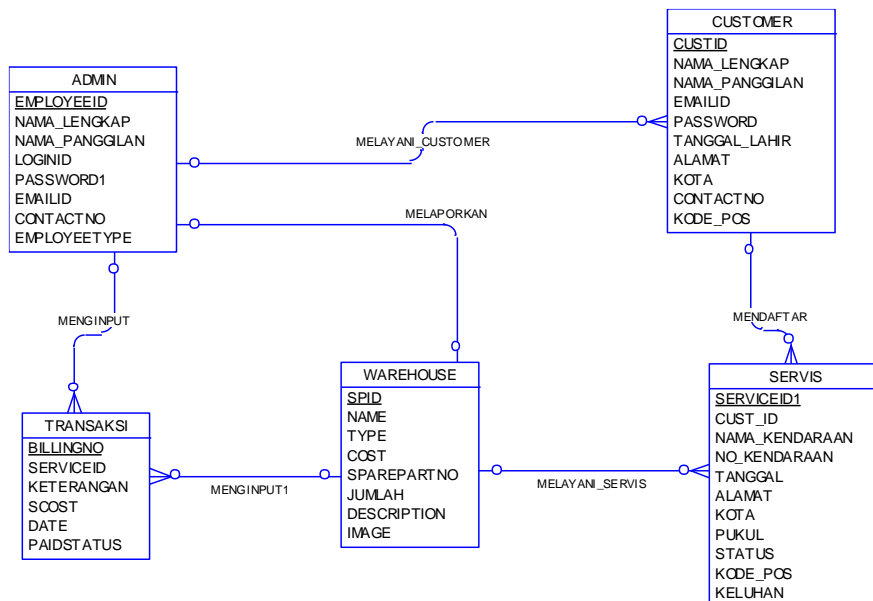 CUSTOMER
CUSTID
NAMA_LENGKAP
NAMA_PANGGILAN
EMAILID
PASSWORD
TANGGAL_LAHIR
ALAMAT
KOTA
CONTACTNO
KODE_POS
ADMIN
EMPLOYEEID
NAMA_LENGKAP
NAMA_PANGGILAN
LOGINID
PASSWORD1
EMAILID
CONTACTNO
EMPLOYEETYPE
MELAYANI_CUSTOMER
MELAPORKAN
MENGINPUT
MENDAFTAR
WAREHOUSE
SPID
NAME
TYPE
COST
SPAREPARTNO
JUMLAH
DESCRIPTION
IMAGE
SERVIS
SERVICEID1
CUST_ID
NAMA_KENDARAAN
NO_KENDARAAN
TANGGAL
ALAMAT
KOTA
PUKUL
STATUS
KODE_POS
KELUHAN
TRANSAKSI
BILLINGNO
SERVICEID
KETERANGAN
SCOST
DATE
PAIDSTATUS
MENGINPUT1
MELAYANI_SERVIS